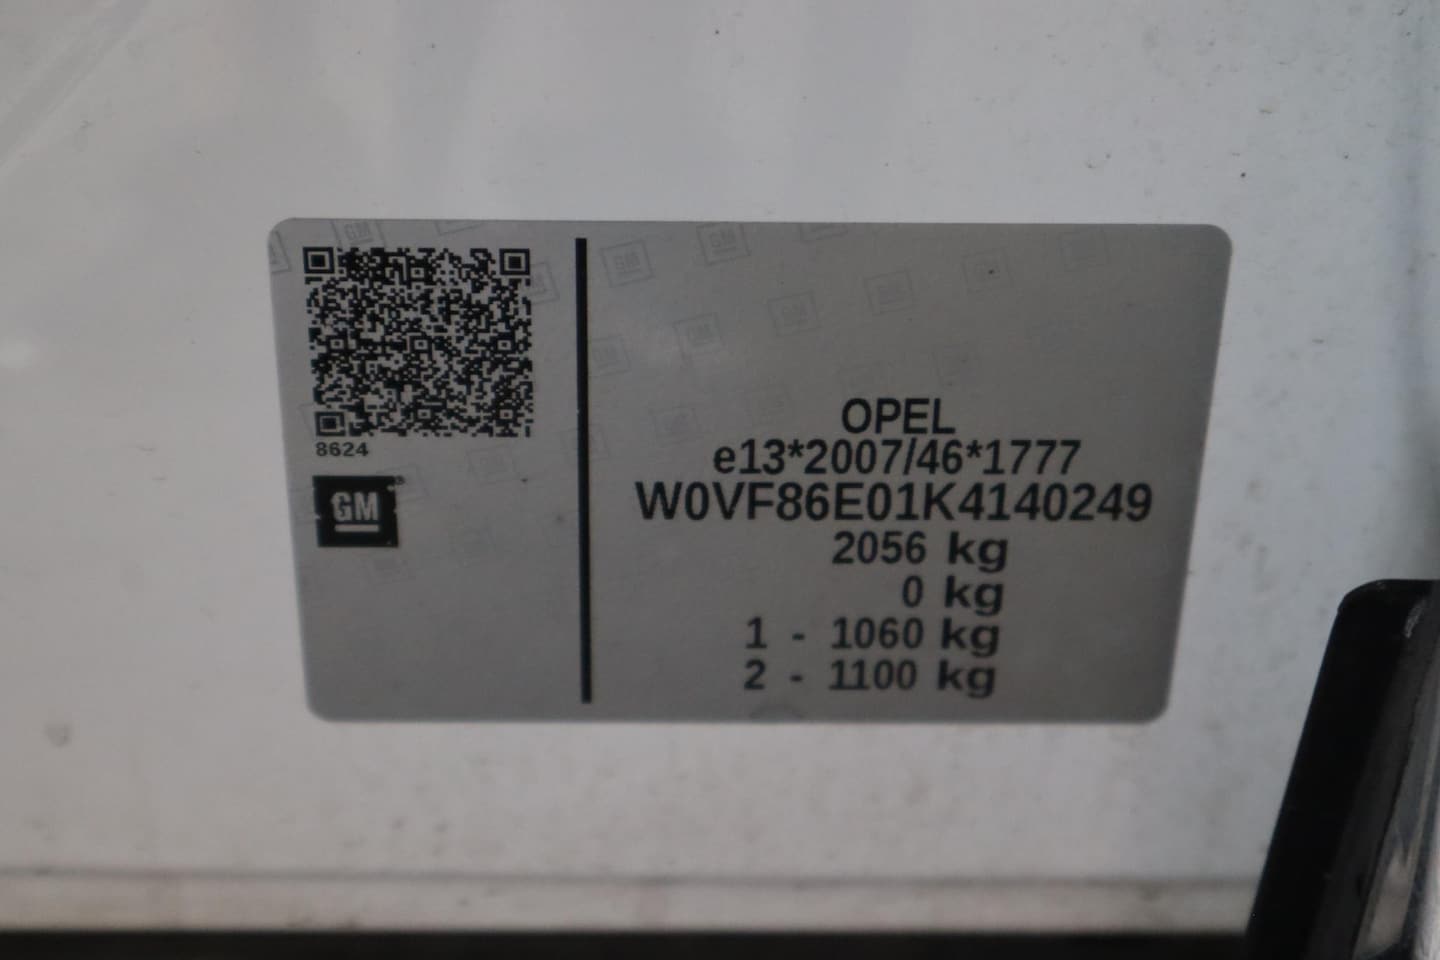 8624
GM
OPEL
e13*2007/46*1777
W0VF86E01K4140249
2056 kg
0 kg
1 - 1060 kg
2 - 1100 kg